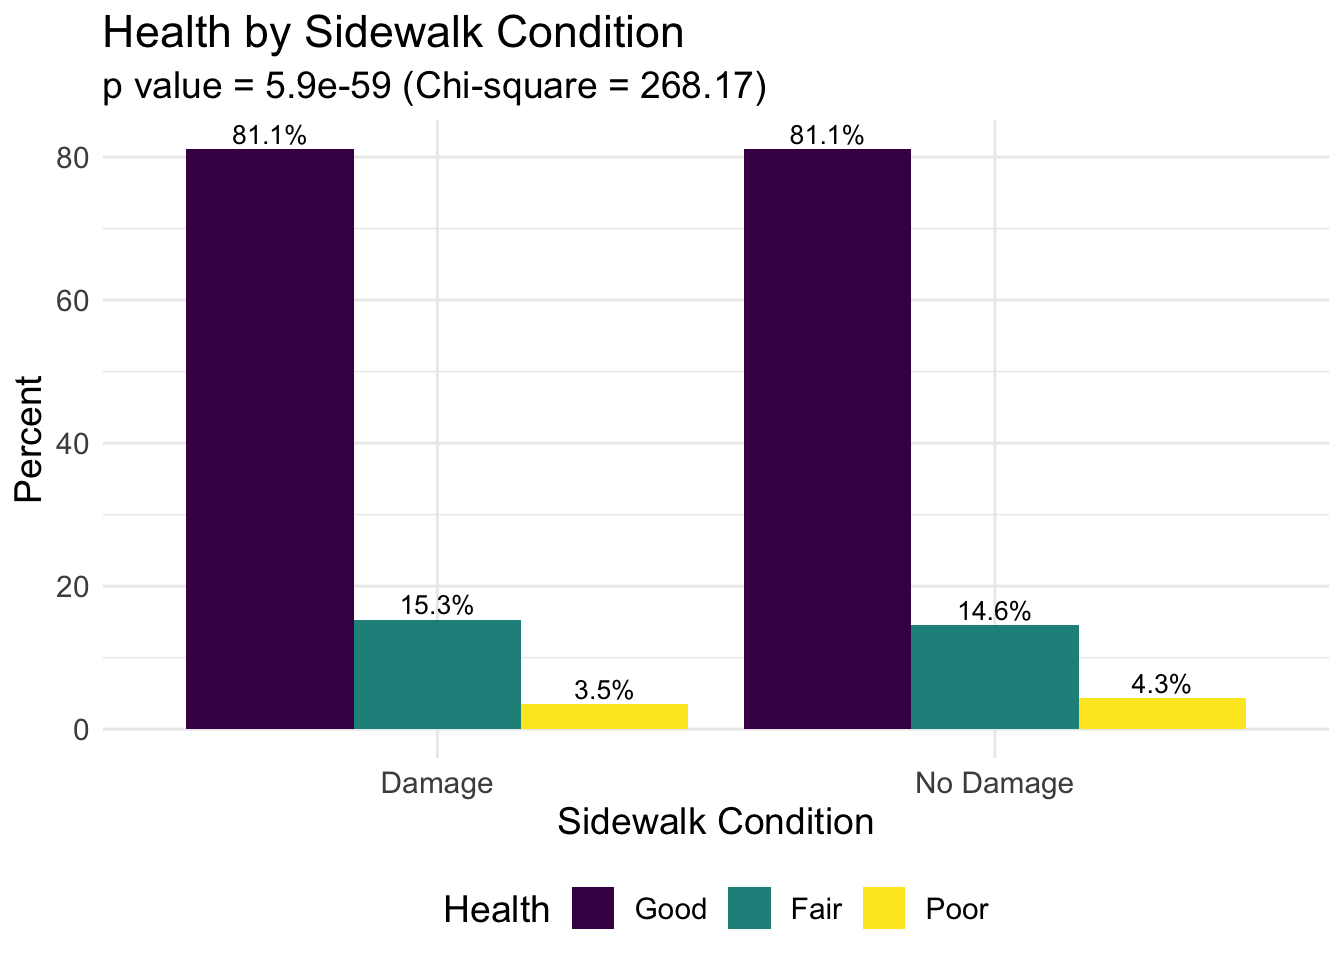 Health by Sidewalk Condition
p value = 5.9e-59 (Chi-square = 268.17)
81.1%
81.1%
80
60
40
20
0
Percent
15.3%
14.6%
3.5%
4.3%
Damage
No Damage
Sidewalk Condition
Health Good Fair Poor